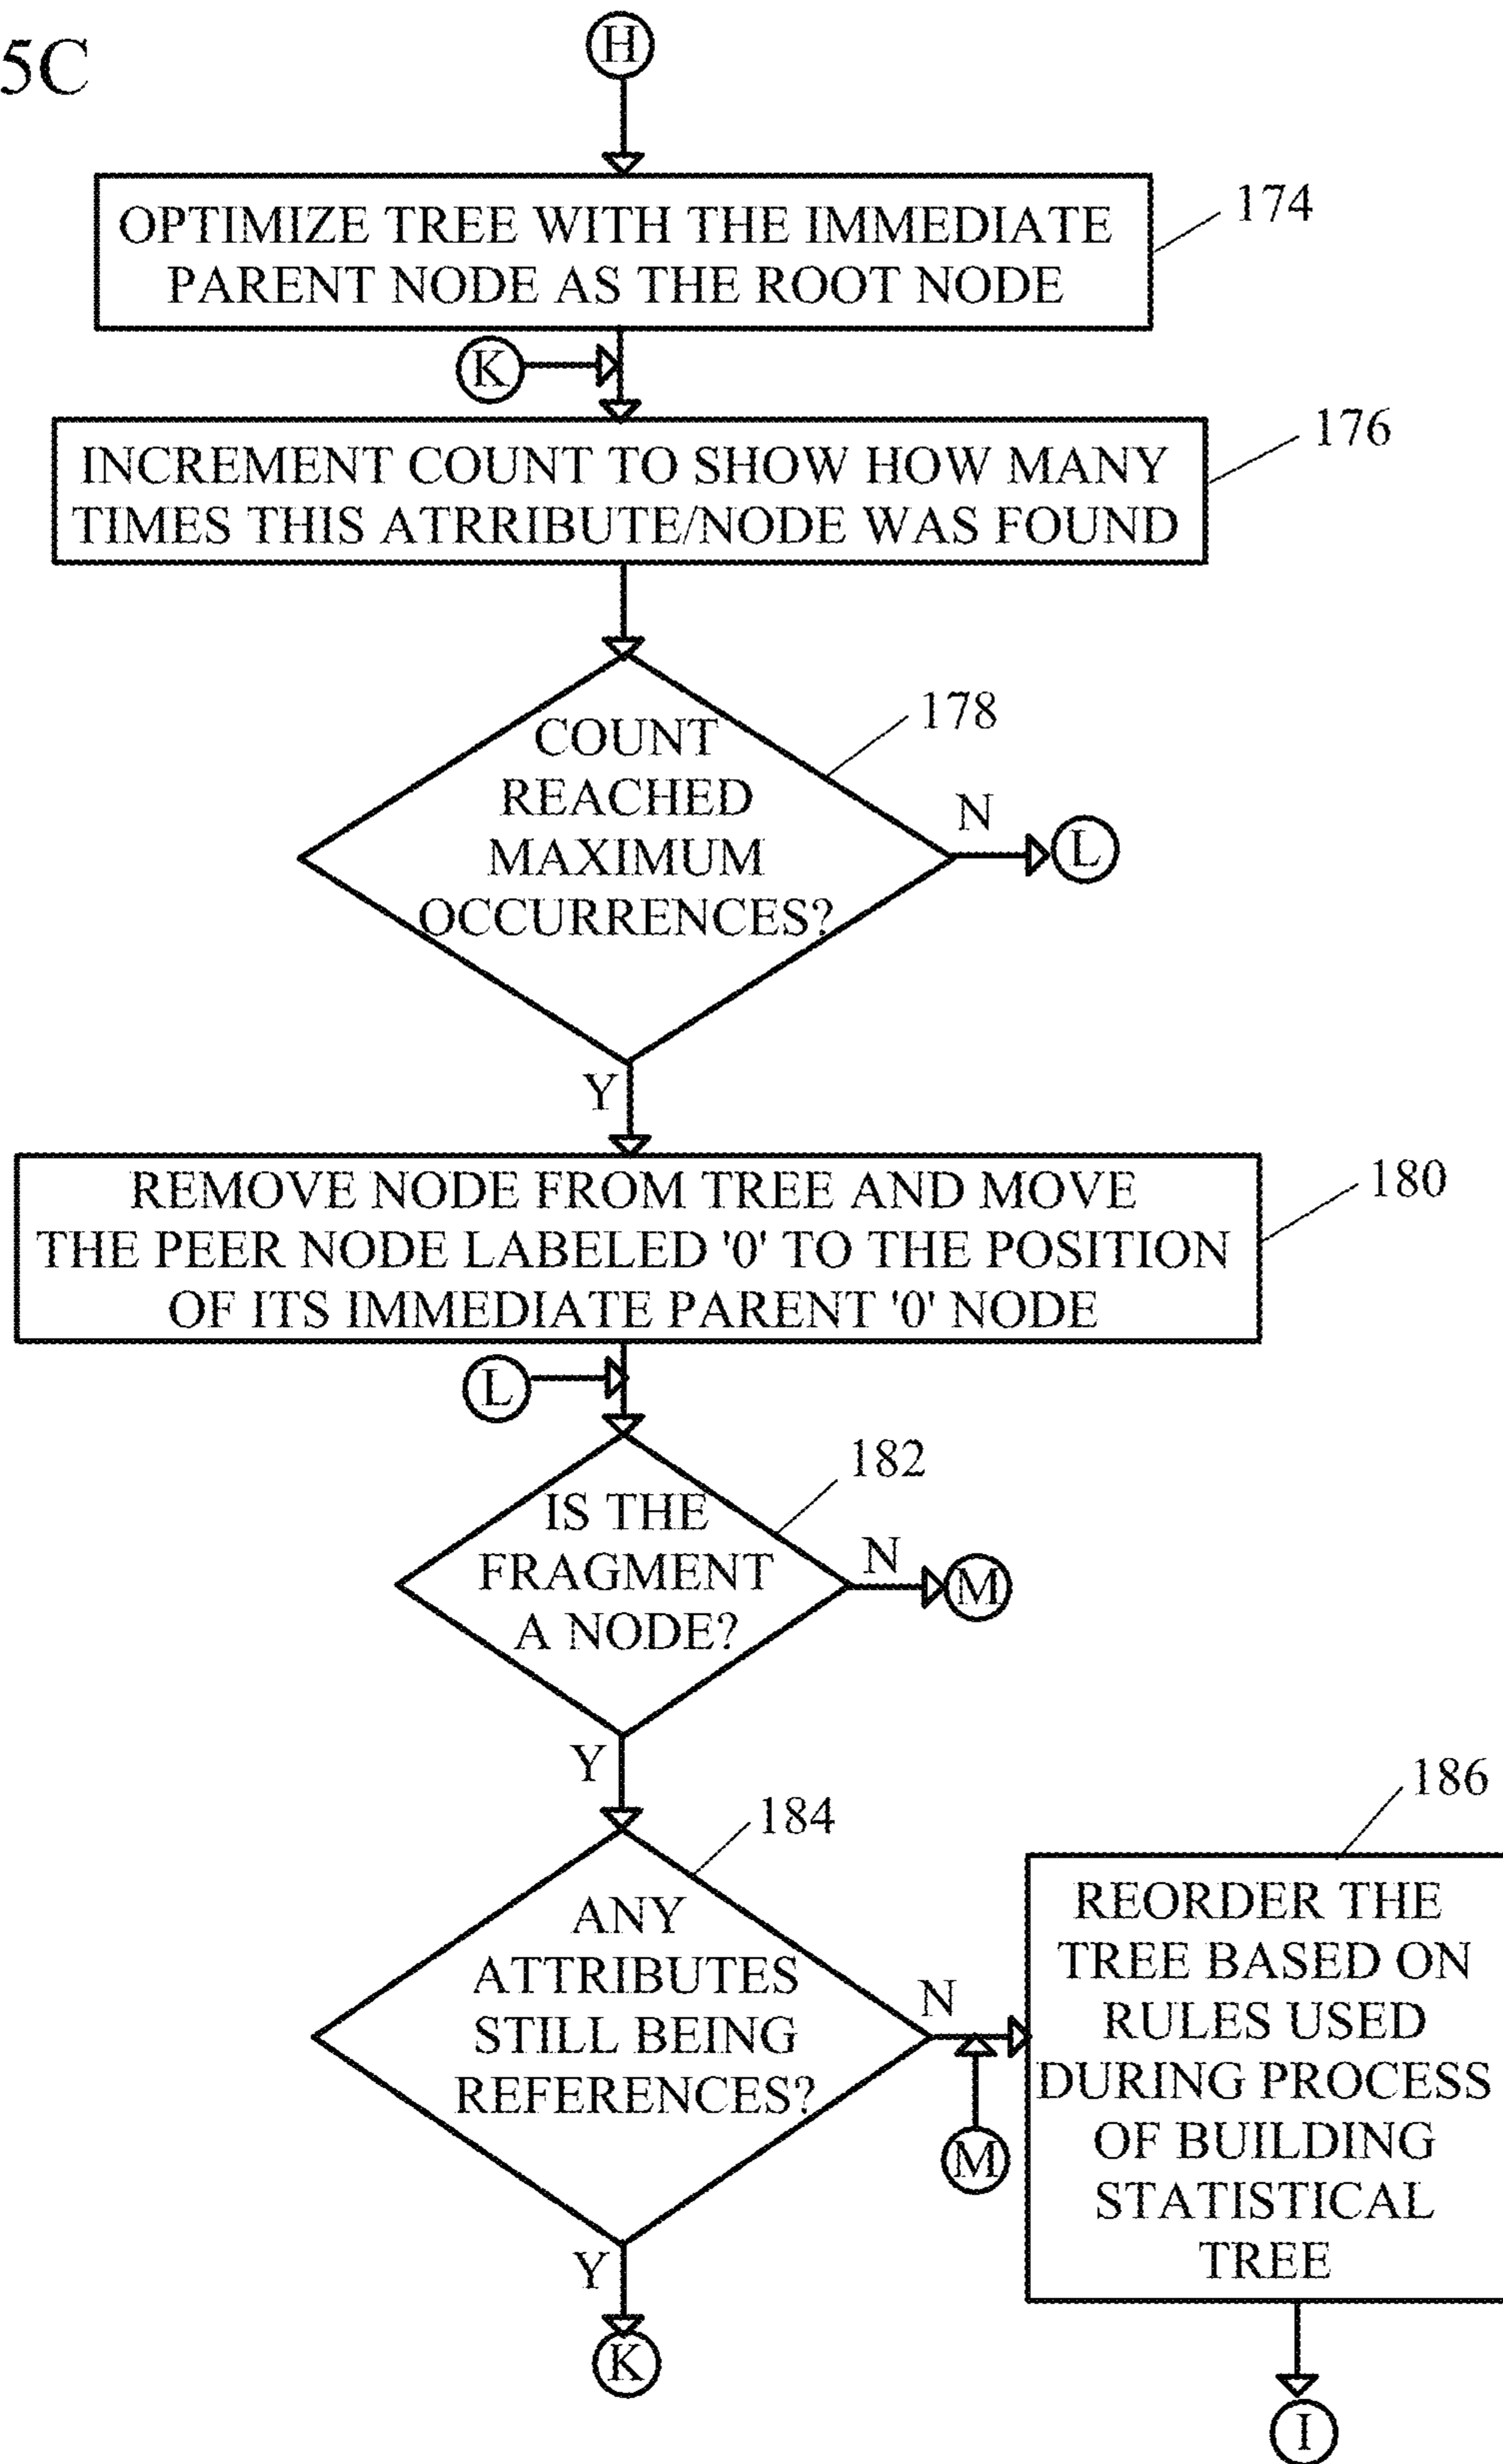 5C
H
OPTIMIZE TREE WITH THE IMMEDIATE
PARENT NODE AS THE ROOT NODE
174
K
INCREMENT COUNT TO SHOW HOW MANY
TIMES THIS ATRRIBUTE/NODE WAS FOUND
176
COUNT
REACHED
MAXIMUM
OCCURRENCES?
178
N
L
Y
REMOVE NODE FROM TREE AND MOVE
THE PEER NODE LABELED '0' TO THE POSITION
OF ITS IMMEDIATE PARENT '0' NODE
180
L
IS THE
FRAGMENT
A NODE?
182
N
M
Y
ANY
ATTRIBUTES
STILL BEING
REFERENCES?
184
N
M
Y
K
REORDER THE
TREE BASED ON
RULES USED
DURING PROCESS
OF BUILDING
STATISTICAL
TREE
186
I